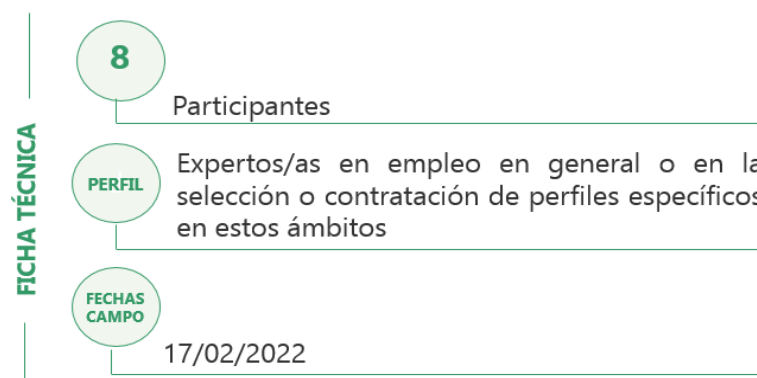 FICHA TÉCNICA
8
Participantes
PERFIL
Expertos/as en empleo en general o en la
selección o contratación de perfiles específicos
en estos ámbitos
FECHAS
CAMPO
17/02/2022